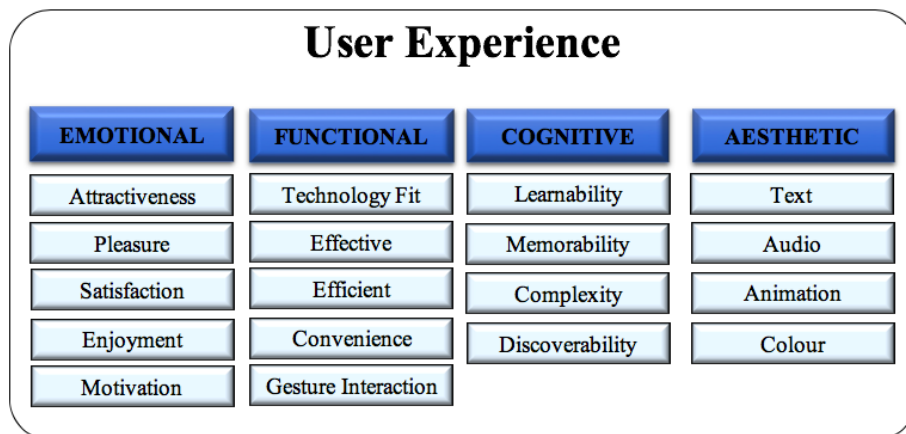 User Experience
EMOTIONAL
Attractiveness
Pleasure
Satisfaction
Enjoyment
Motivation
FUNCTIONAL
Technology Fit
Effective
Efficient
Convenience
Gesture Interaction
COGNITIVE
Learnability
Memorability
Complexity
Discoverability
AESTHETIC
Text
Audio
Animation
Colour